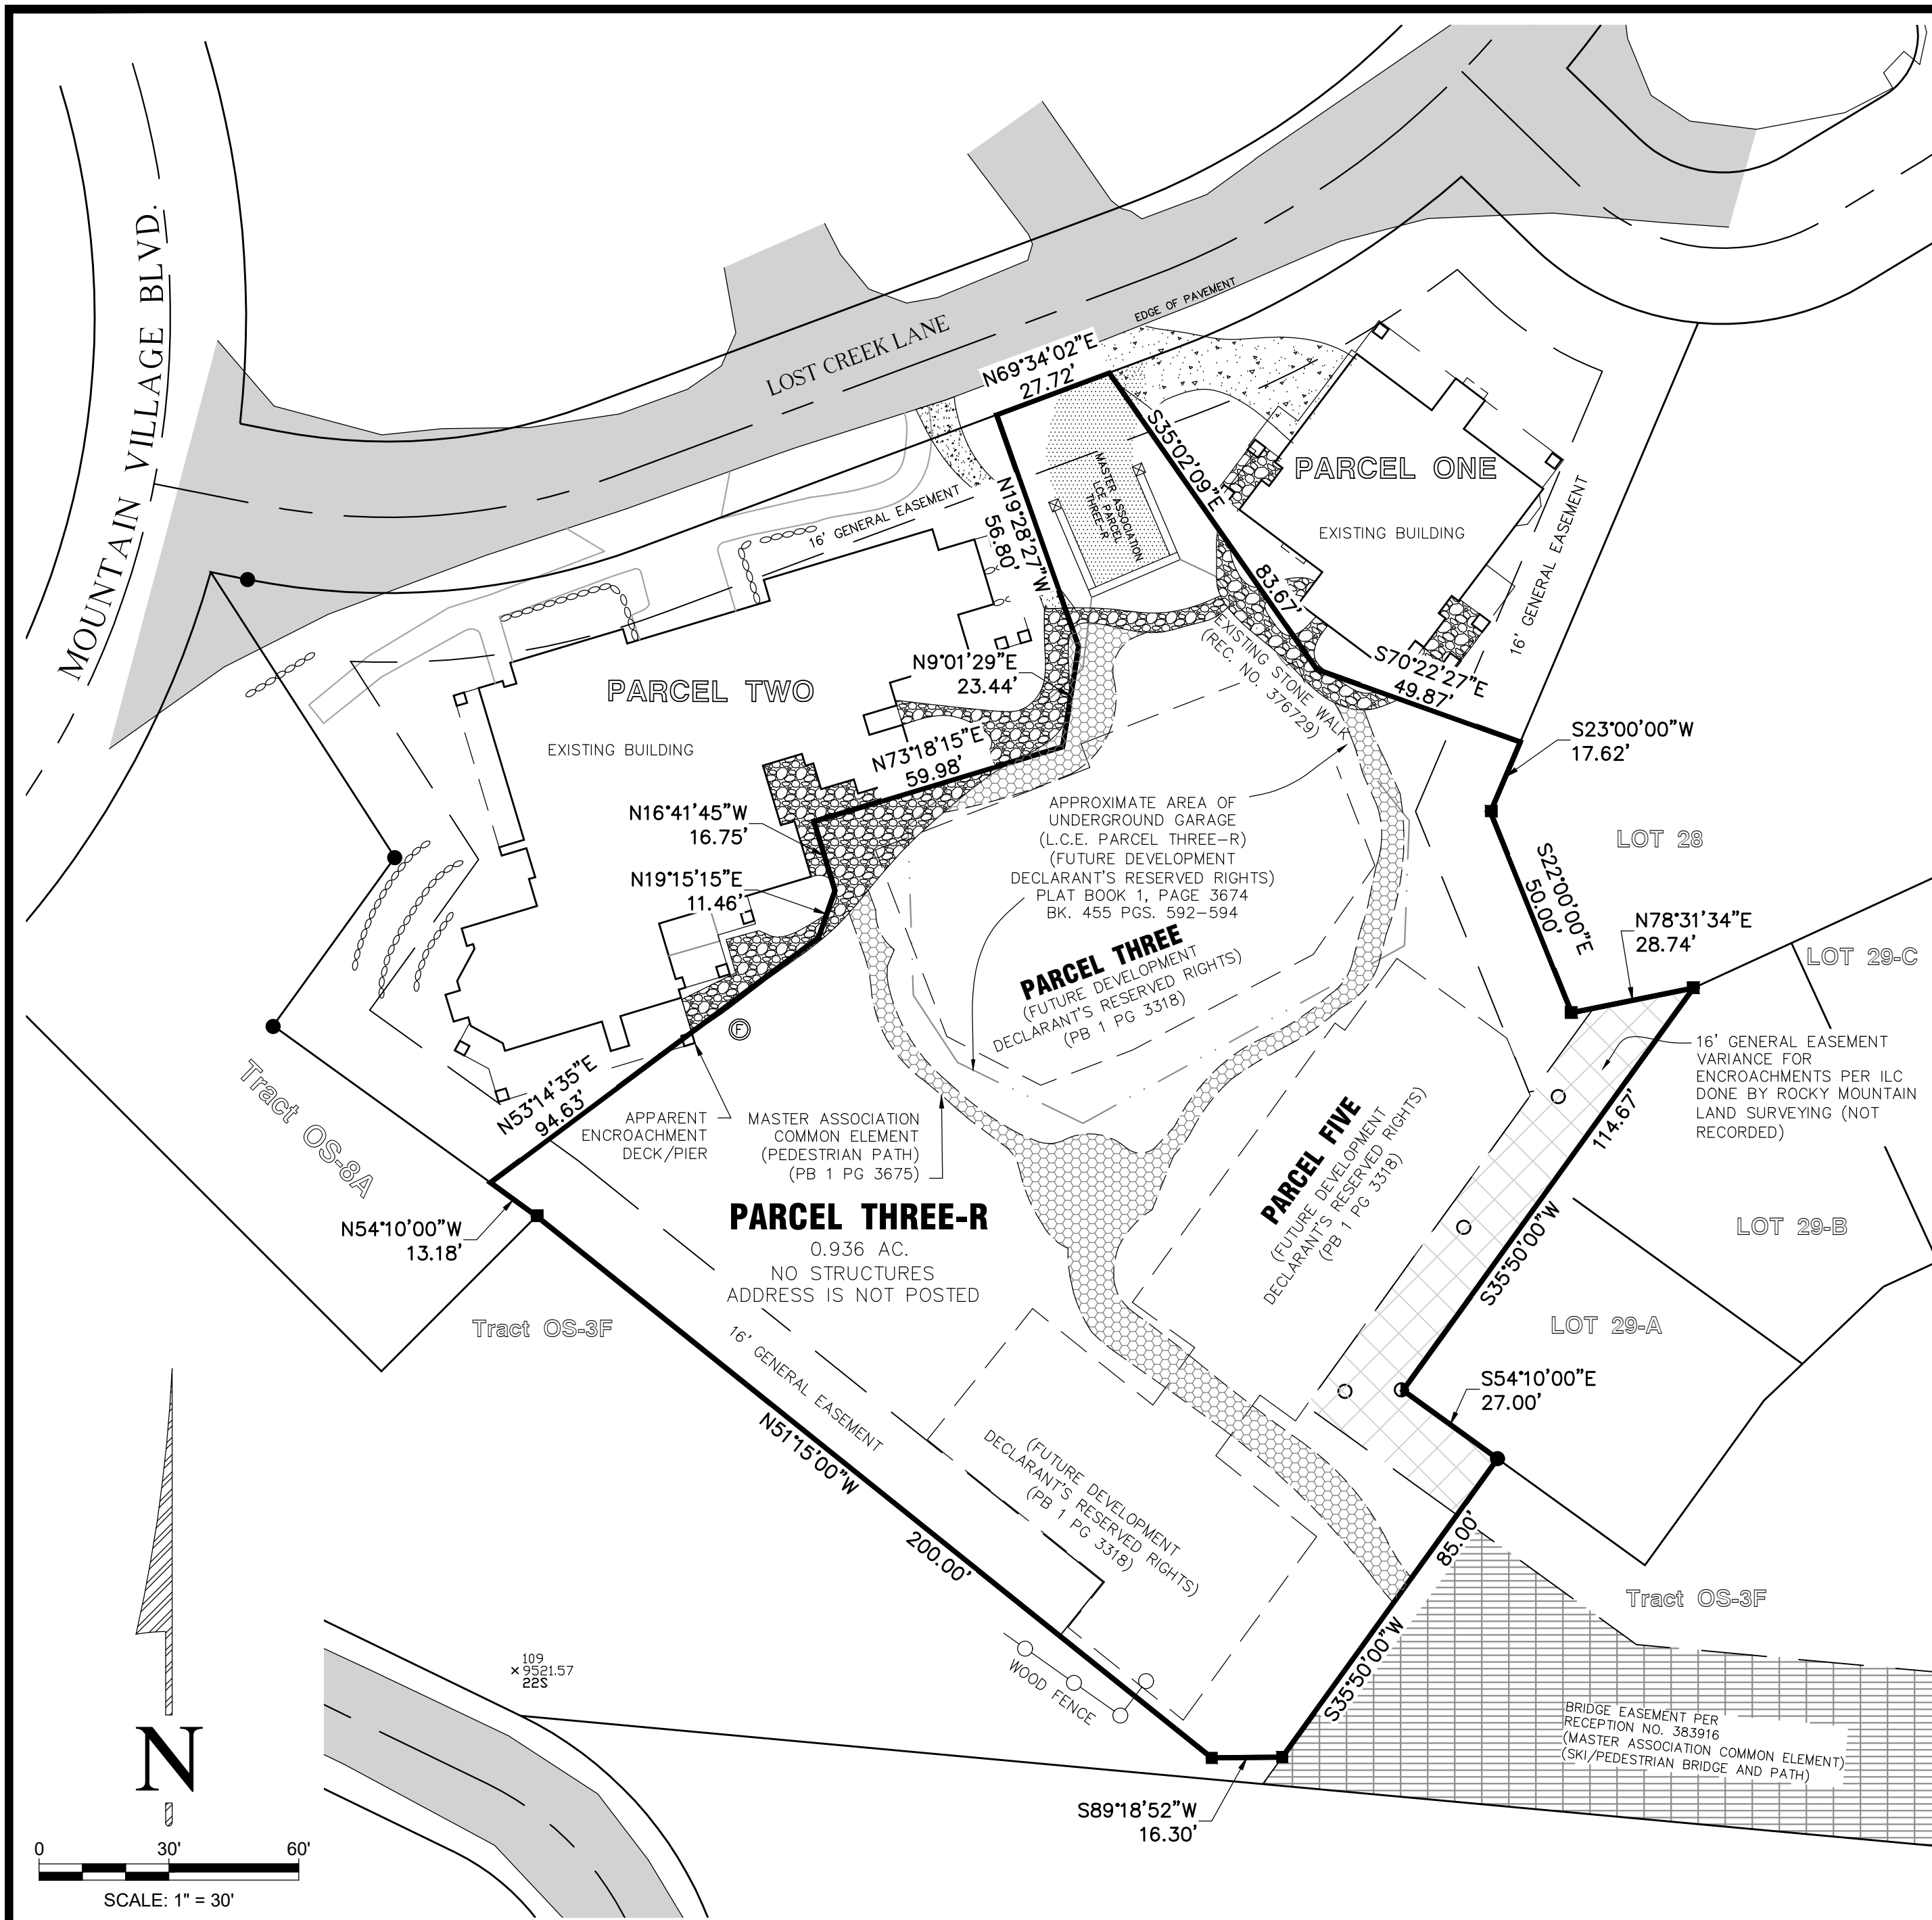 MOUNTAIN VILLAGE BLVD.
LOST CREEK LANE
EDGE OF PAVEMENT
N69°34'02"E
27.72'
S35°02'09"E
83.67'
PARCEL ONE
EXISTING BUILDING
16' GENERAL EASEMENT
MASTER ASSOCIATION
LCE PARCEL
THREE-R
16' GENERAL EASEMENT
N19°28'27"W
56.80'
EXISTING STONE WALK
(REC. NO. 376729)
S70°22'27"E
49.87'
N9°01'29"E
23.44'
PARCEL TWO
EXISTING BUILDING
N73°18'15"E
59.98'
S23°00'00"W
17.62'
N16°41'45"W
16.75'
APPROXIMATE AREA OF
UNDERGROUND GARAGE
(L.C.E. PARCEL THREE-R)
(FUTURE DEVELOPMENT
DECLARANT'S RESERVED RIGHTS)
PLAT BOOK 1, PAGE 3674
BK. 455 PGS. 592-594
LOT 28
S22°00'00"E
50.00'
N19°15'15"E
11.46'
N78°31'34"E
28.74'
LOT 29-C
PARCEL THREE
(FUTURE DEVELOPMENT
DECLARANT'S RESERVED RIGHTS)
(PB 1 PG 3318)
F
16' GENERAL EASEMENT
VARIANCE FOR
ENCROACHMENTS PER ILC
DONE BY ROCKY MOUNTAIN
LAND SURVEYING (NOT
RECORDED)
114.67'
S35°50'00"W
Tract OS-8A
N53°14'35"E
94.63'
APPARENT
ENCROACHMENT
DECK/PIER
MASTER ASSOCIATION
COMMON ELEMENT
(PEDESTRIAN PATH)
(PB 1 PG 3675)
PARCEL FIVE
(FUTURE DEVELOPMENT
DECLARANT'S RESERVED RIGHTS)
(PB 1 PG 3318)
PARCEL THREE-R
0.936 AC.
NO STRUCTURES
ADDRESS IS NOT POSTED
N54°10'00"W
13.18'
LOT 29-B
Tract OS-3F
LOT 29-A
16' GENERAL EASEMENT
S54°10'00"E
27.00'
N51°15'00"W
200.00'
(FUTURE DEVELOPMENT
DECLARANT'S RESERVED RIGHTS)
(PB 1 PG 3318)
85.00'
S35°50'00"W
Tract OS-3F
109
×9521.57
22S
WOOD FENCE
BRIDGE EASEMENT PER
RECEPTION NO. 383916
(MASTER ASSOCIATION COMMON ELEMENT)
(SKI/PEDESTRIAN BRIDGE AND PATH)
S89°18'52"W
16.30'
N
0 30' 60'
SCALE: 1" = 30'